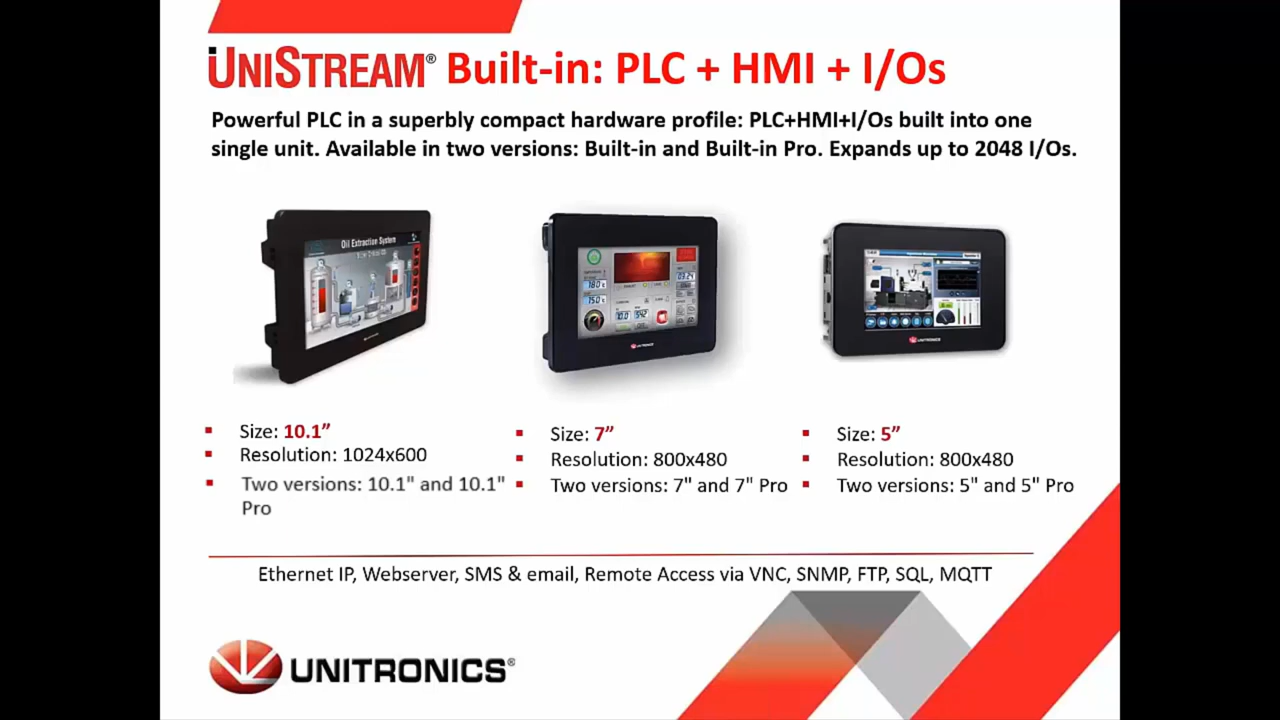 UNISTREAM® Built-in: PLC + HMI + I/Os
Powerful PLC in a superbly compact hardware profile: PLC+HMI+I/Os built into one
single unit. Available in two versions: Built-in and Built-in Pro. Expands up to 2048 I/Os.
Oil Extraction System
UNITRONICS
UNITRONICS
▪ Size: 10.1”
▪ Resolution: 1024x600
▪ Two versions: 10.1" and 10.1"
Pro
▪ Size: 7”
▪ Resolution: 800x480
▪ Two versions: 7" and 7" Pro
▪ Size: 5”
▪ Resolution: 800x480
▪ Two versions: 5" and 5" Pro
Ethernet IP, Webserver, SMS & email, Remote Access via VNC, SNMP, FTP, SQL, MQTT
UNITRONICS®